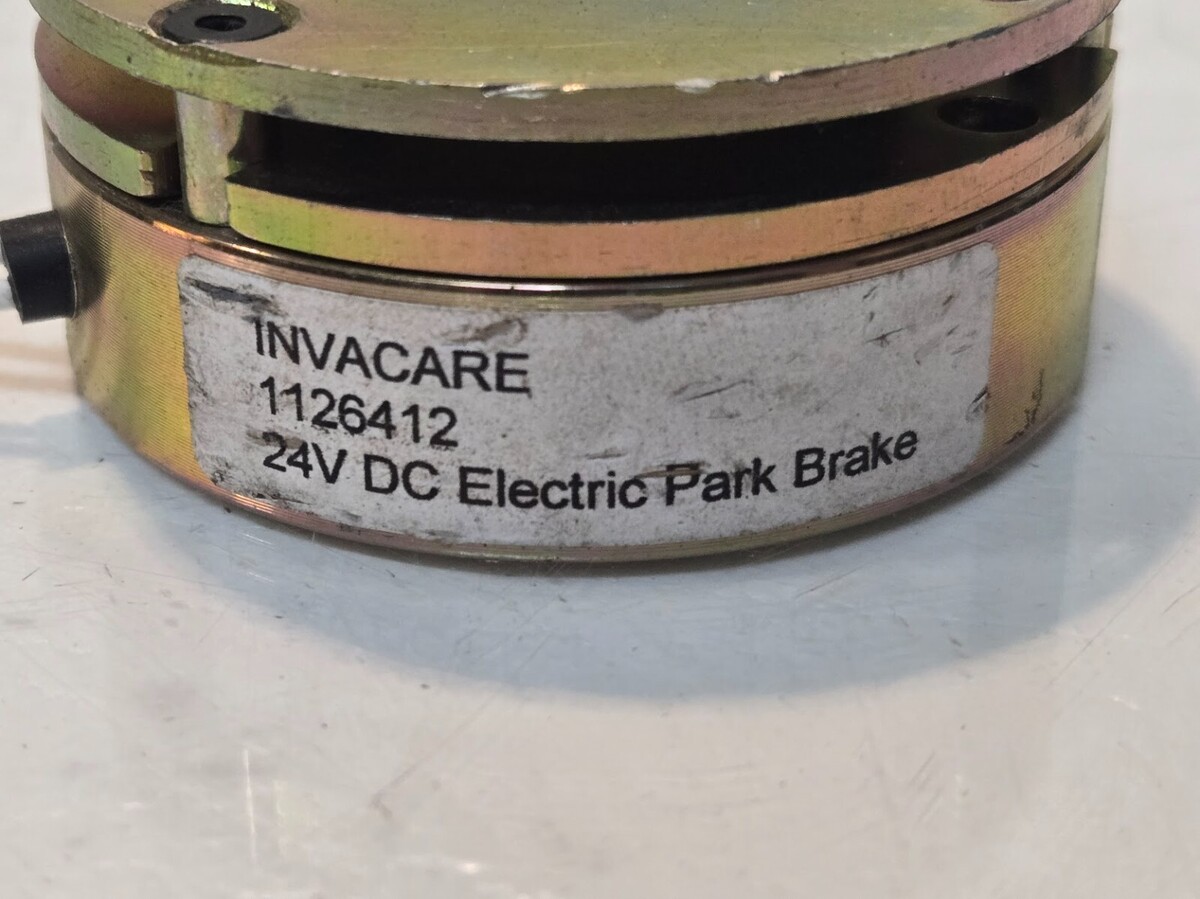 INVACARE
1126412
24V DC Electric Park Brake